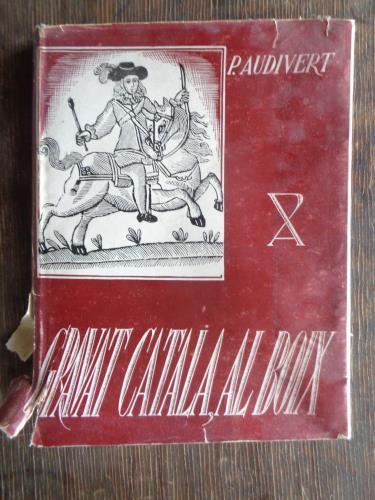 P. AUDIVERT
GRAVAT CATALÀ, AL BOIX